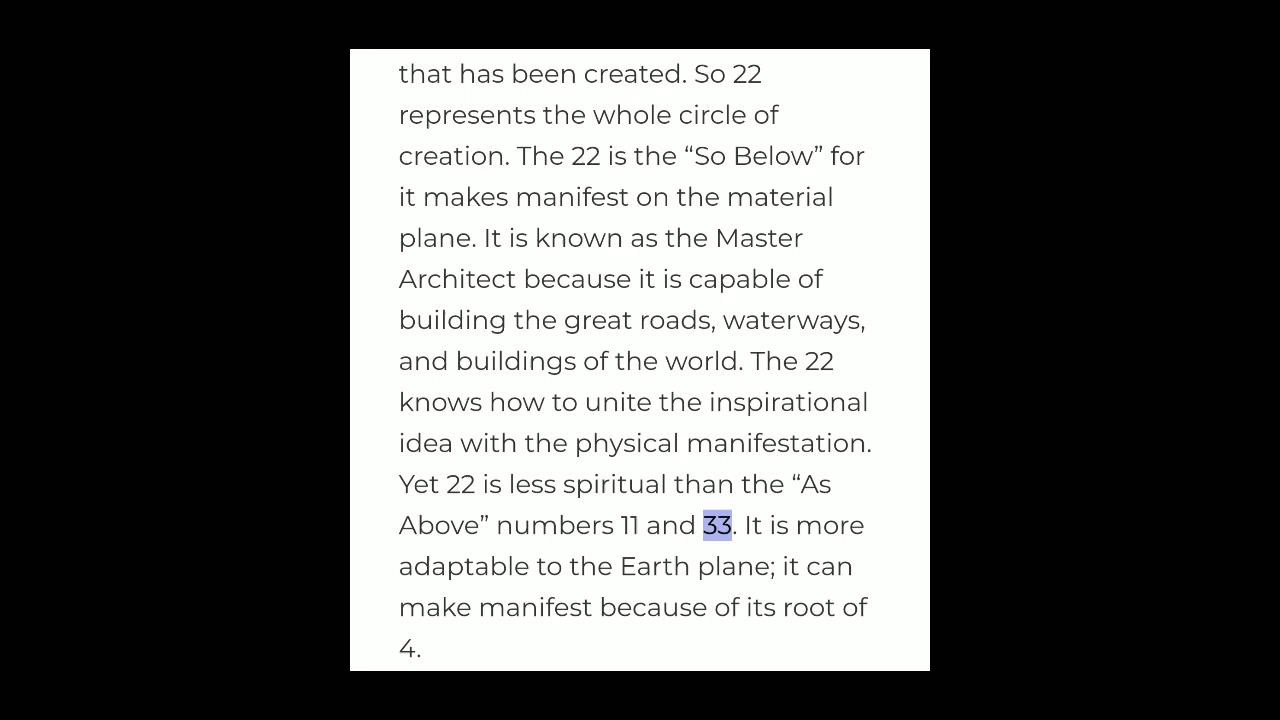 that has been created. So 22
represents the whole circle of
creation. The 22 is the “So Below” for
it makes manifest on the material
plane. It is known as the Master
Architect because it is capable of
building the great roads, waterways,
and buildings of the world. The 22
knows how to unite the inspirational
idea with the physical manifestation.
Yet 22 is less spiritual than the “As
Above” numbers 11 and 33. It is more
adaptable to the Earth plane; it can
make manifest because of its root of
4.